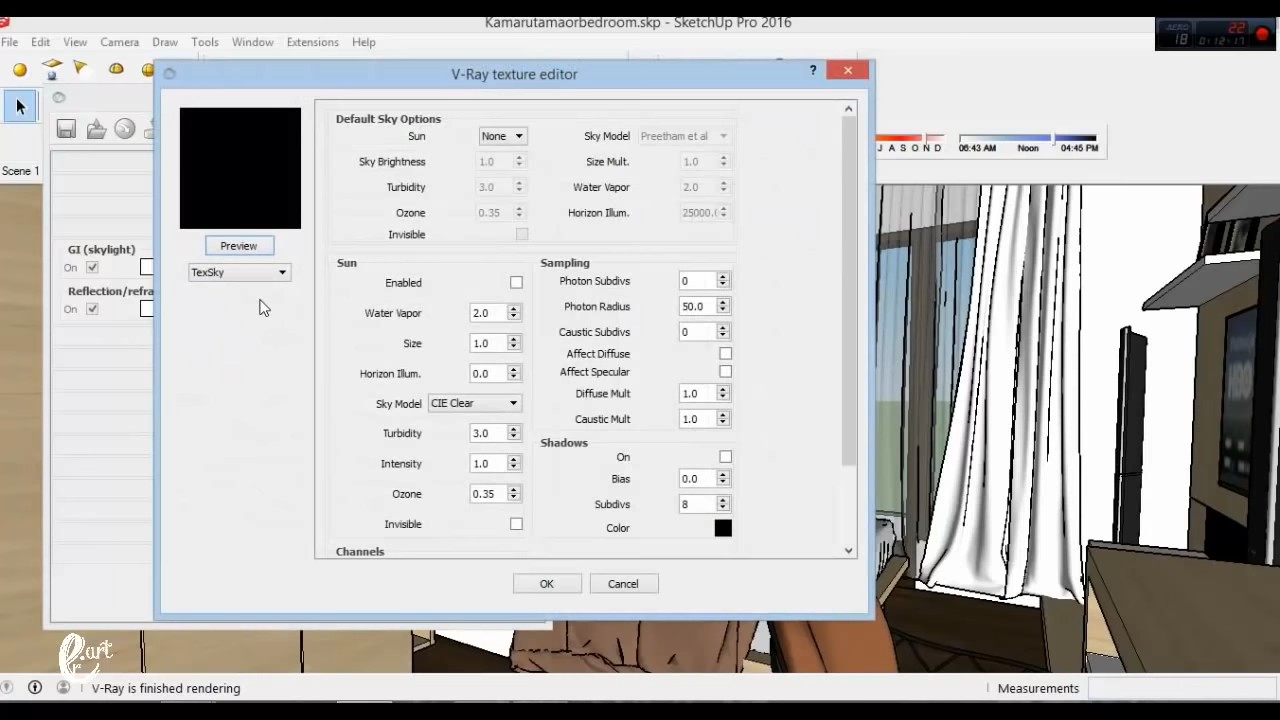 Kamarutamaorbedroom.skp - SketchUp Pro 2016
File Edit View Camera Draw Tools Window Extensions Help
22
18
V-Ray texture editor
?
Default Sky Options
Sun None Sky Model Preetham et al
Sky Brightness 1.0 Size Mult. 1.0
Turbidity 3.0 Water Vapor 2.0
Ozone 0.35 Horizon Illum. 25000.
Invisible
J A S O N D 06:43 AM Noon 04:45 PM
Scene 1
Preview
TexSky
GI (skylight)
On
Reflection/refra
On
Sun
Enabled
Water Vapor 2.0
Size 1.0
Horizon Illum. 0.0
Sky Model CIE Clear
Turbidity 3.0
Intensity 1.0
Ozone 0.35
Invisible
Channels
Sampling
Photon Subdivs 0
Photon Radius 50.0
Caustic Subdivs 0
Affect Diffuse
Affect Specular
Diffuse Mult 1.0
Caustic Mult 1.0
Shadows
On
Bias 0.0
Subdivs 8
Color
OK Cancel
V-Ray is finished rendering
Measurements